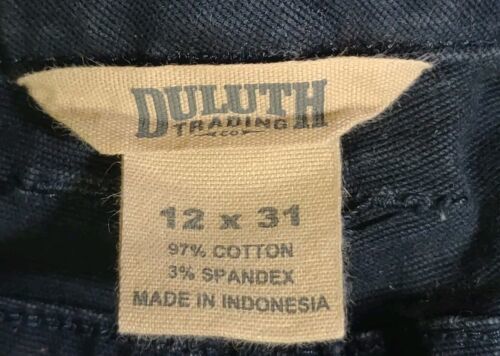 DULUTH
TRADING
CO
12 x 31
97% COTTON
3% SPANDEX
MADE IN INDONESIA